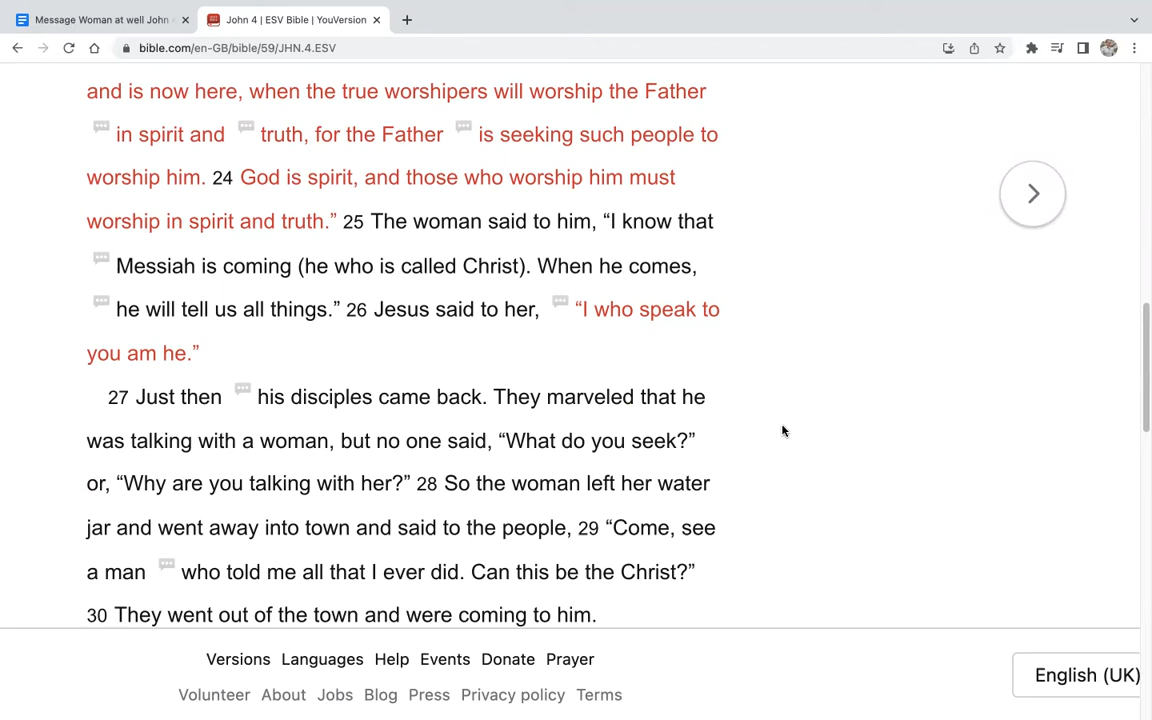 Message Woman at well John 4
John 4 | ESV Bible | YouVersion
bible.com/en-GB/bible/59/JHN.4.ESV
and is now here, when the true worshipers will worship the Father
in spirit and truth, for the Father is seeking such people to
worship him. 24 God is spirit, and those who worship him must
worship in spirit and truth.” 25 The woman said to him, “I know that
Messiah is coming (he who is called Christ). When he comes,
he will tell us all things.” 26 Jesus said to her, “I who speak to
you am he.”
27 Just then his disciples came back. They marveled that he
was talking with a woman, but no one said, “What do you seek?”
or, “Why are you talking with her?” 28 So the woman left her water
jar and went away into town and said to the people, 29 “Come, see
a man who told me all that I ever did. Can this be the Christ?”
30 They went out of the town and were coming to him.
Versions Languages Help Events Donate Prayer
Volunteer About Jobs Blog Press Privacy policy Terms
English (UK)